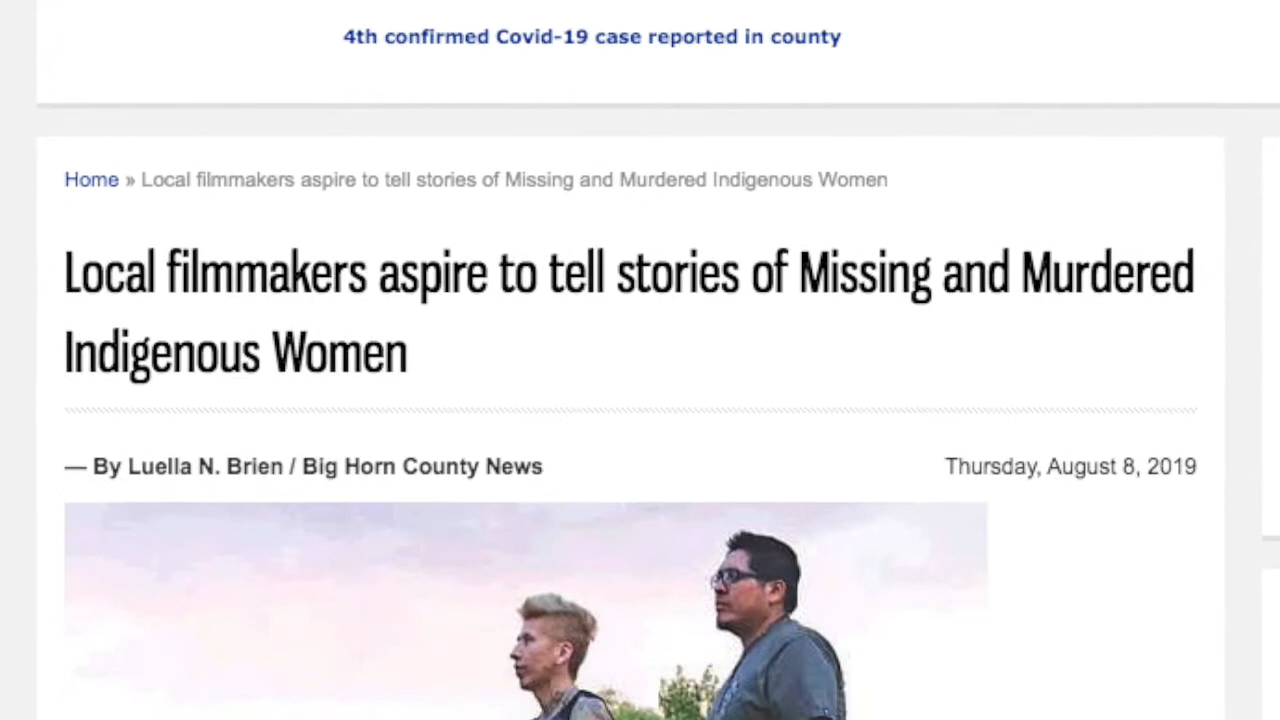 4th confirmed Covid-19 case reported in county
Home » Local filmmakers aspire to tell stories of Missing and Murdered Indigenous Women
Local filmmakers aspire to tell stories of Missing and Murdered
Indigenous Women
— By Luella N. Brien / Big Horn County News
Thursday, August 8, 2019